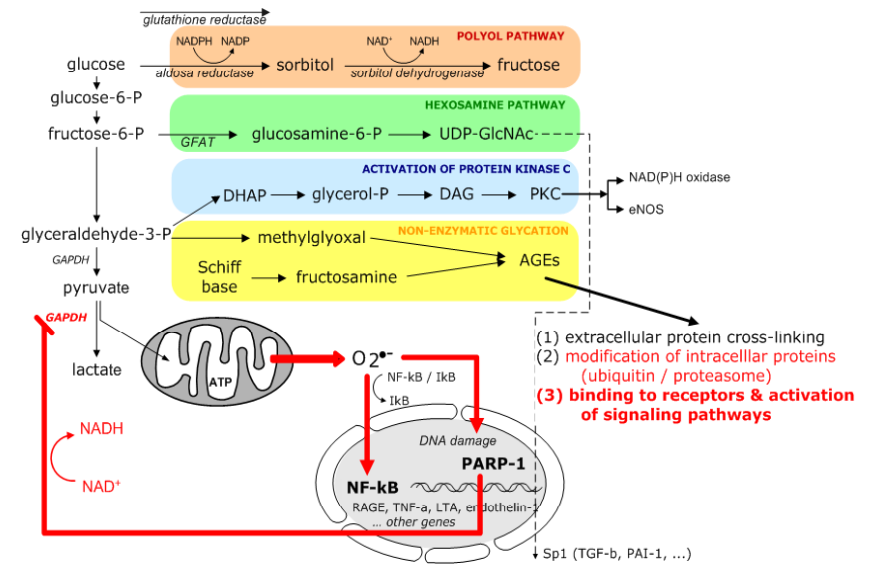 glutathione reductase
POLYOL PATHWAY
NADPH NADP NAD⁺ NADH
glucose sorbitol fructose
aldosa reductase sorbitol dehydrogenase
glucose-6-P
HEXOSAMINE PATHWAY
fructose-6-P glucosamine-6-P UDP-GlcNAc
GFAT
ACTIVATION OF PROTEIN KINASE C
NAD(P)H oxidase
DHAP glycerol-P DAG PKC
eNOS
NON-ENZYMATIC GLYCATION
glyceraldehyde-3-P methylglyoxal
GAPDH AGEs
Schiff
base fructosamine
pyruvate
GAPDH
(1) extracellular protein cross-linking
(2) modification of intracelllar proteins
(ubiquitin / proteasome)
(3) binding to receptors & activation
of signaling pathways
O2•-
lactate
ATP
NF-kB / IkB
IkB
NADH
DNA damage
PARP-1
NAD⁺
NF-kB
RAGE, TNF-a, LTA, endothelin-1
... other genes
Sp1 (TGF-b, PAI-1, ...)